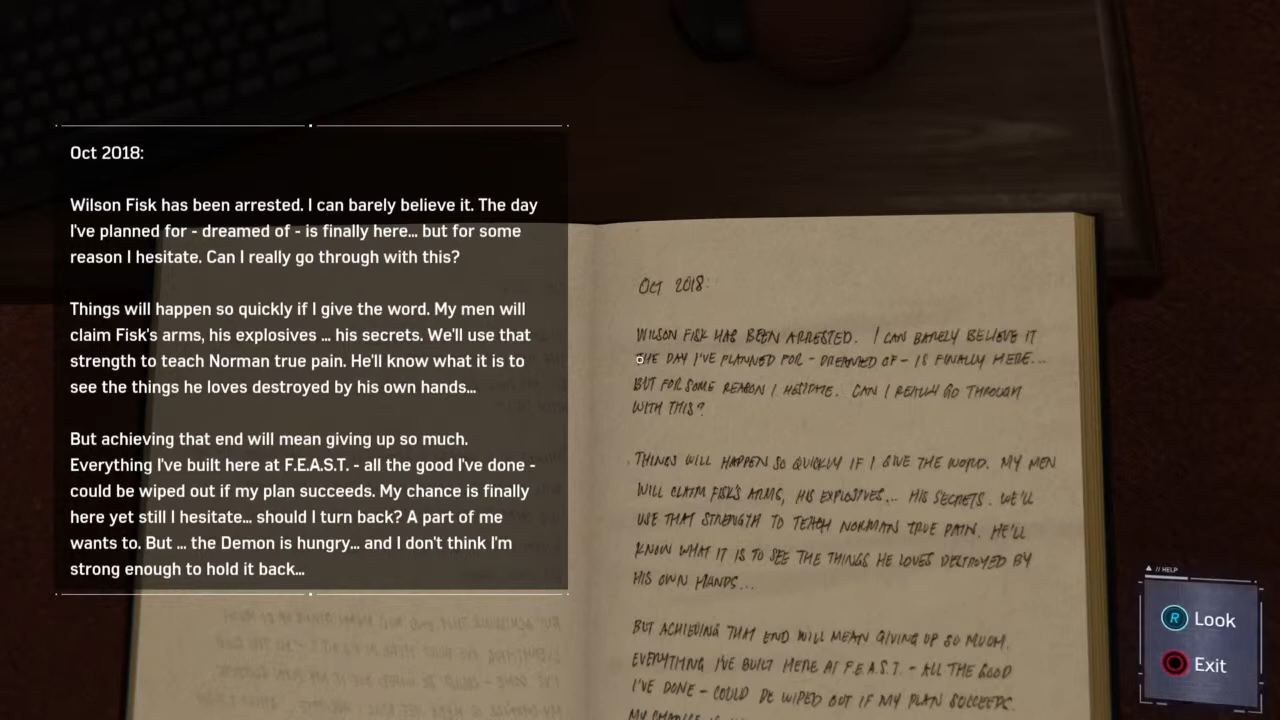 Oct 2018:
Wilson Fisk has been arrested. I can barely believe it. The day
I've planned for - dreamed of - is finally here... but for some
reason I hesitate. Can I really go through with this?
Things will happen so quickly if I give the word. My men will
claim Fisk's arms, his explosives ... his secrets. We'll use that
strength to teach Norman true pain. He'll know what it is to
see the things he loves destroyed by his own hands...
But achieving that end will mean giving up so much.
Everything I've built here at F.E.A.S.T. - all the good I've done -
could be wiped out if my plan succeeds. My chance is finally
here yet still I hesitate... should I turn back? A part of me
wants to. But ... the Demon is hungry... and I don't think I'm
strong enough to hold it back...
OCT 2018:
WILSON FISK HAS BEEN ARRESTED. I CAN BARELY BELIEVE IT
THE DAY I'VE PLANNED FOR - DREAMED OF - IS FINALLY HERE...
BUT FOR SOME REASON I HESITATE. CAN I REALLY GO THROUGH
WITH THIS?
THINGS WILL HAPPEN SO QUICKLY IF I GIVE THE WORD. MY MEN
WILL CLAIM FISK'S ARMS, HIS EXPLOSIVES... HIS SECRETS. WE'LL
USE THAT STRENGTH TO TEACH NORMAN TRUE PAIN. HE'LL
KNOW WHAT IT IS TO SEE THE THINGS HE LOVES DESTROYED BY
HIS OWN HANDS...
BUT ACHIEVING THAT END WILL MEAN GIVING UP SO MUCH.
EVERYTHING I'VE BUILT HERE AT F.E.A.S.T. - ALL THE GOOD
I'VE DONE - COULD BE WIPED OUT IF MY PLAN SUCCEEDS.
MY CHANCE IS
// HELP
R Look
Exit